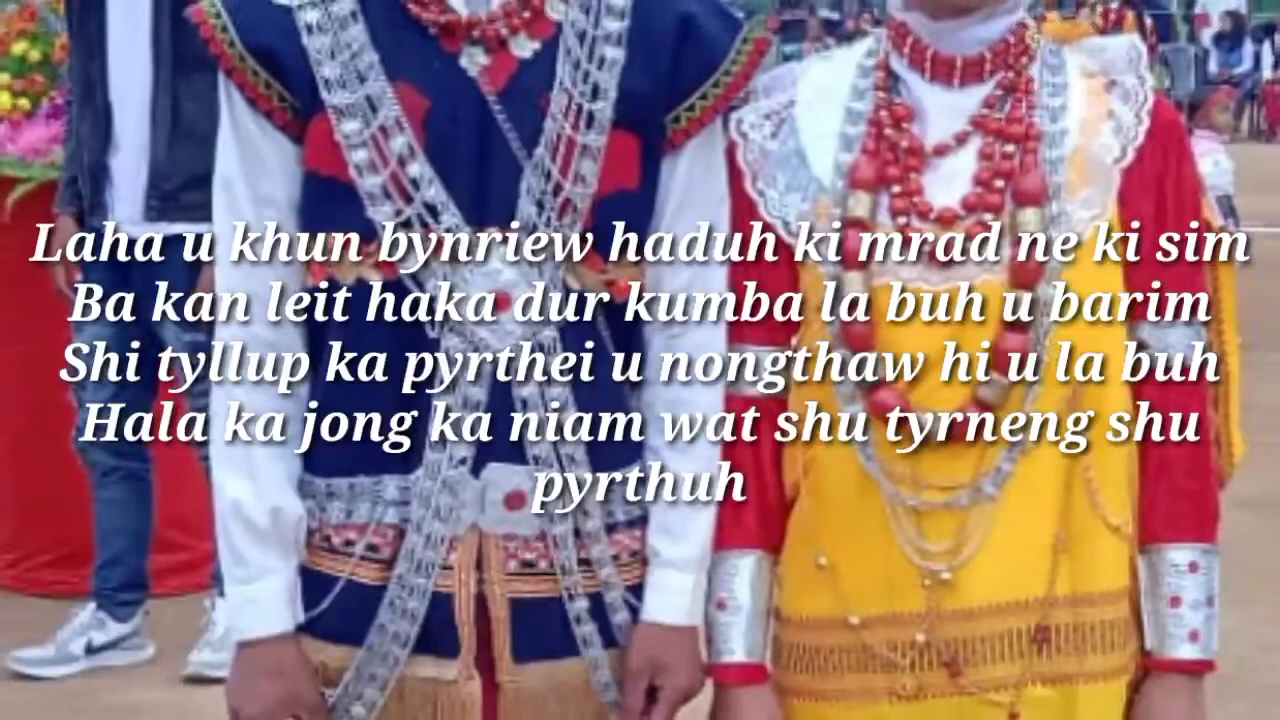 Laha u khun bynriew haduh ki mrad ne ki sim
Ba kan leit haka dur kumba la buh u barim
Shi tyllup ka pyrthei u nongthaw hi u la buh
Hala ka jong ka niam wat shu tyrneng shu
pyrthuh